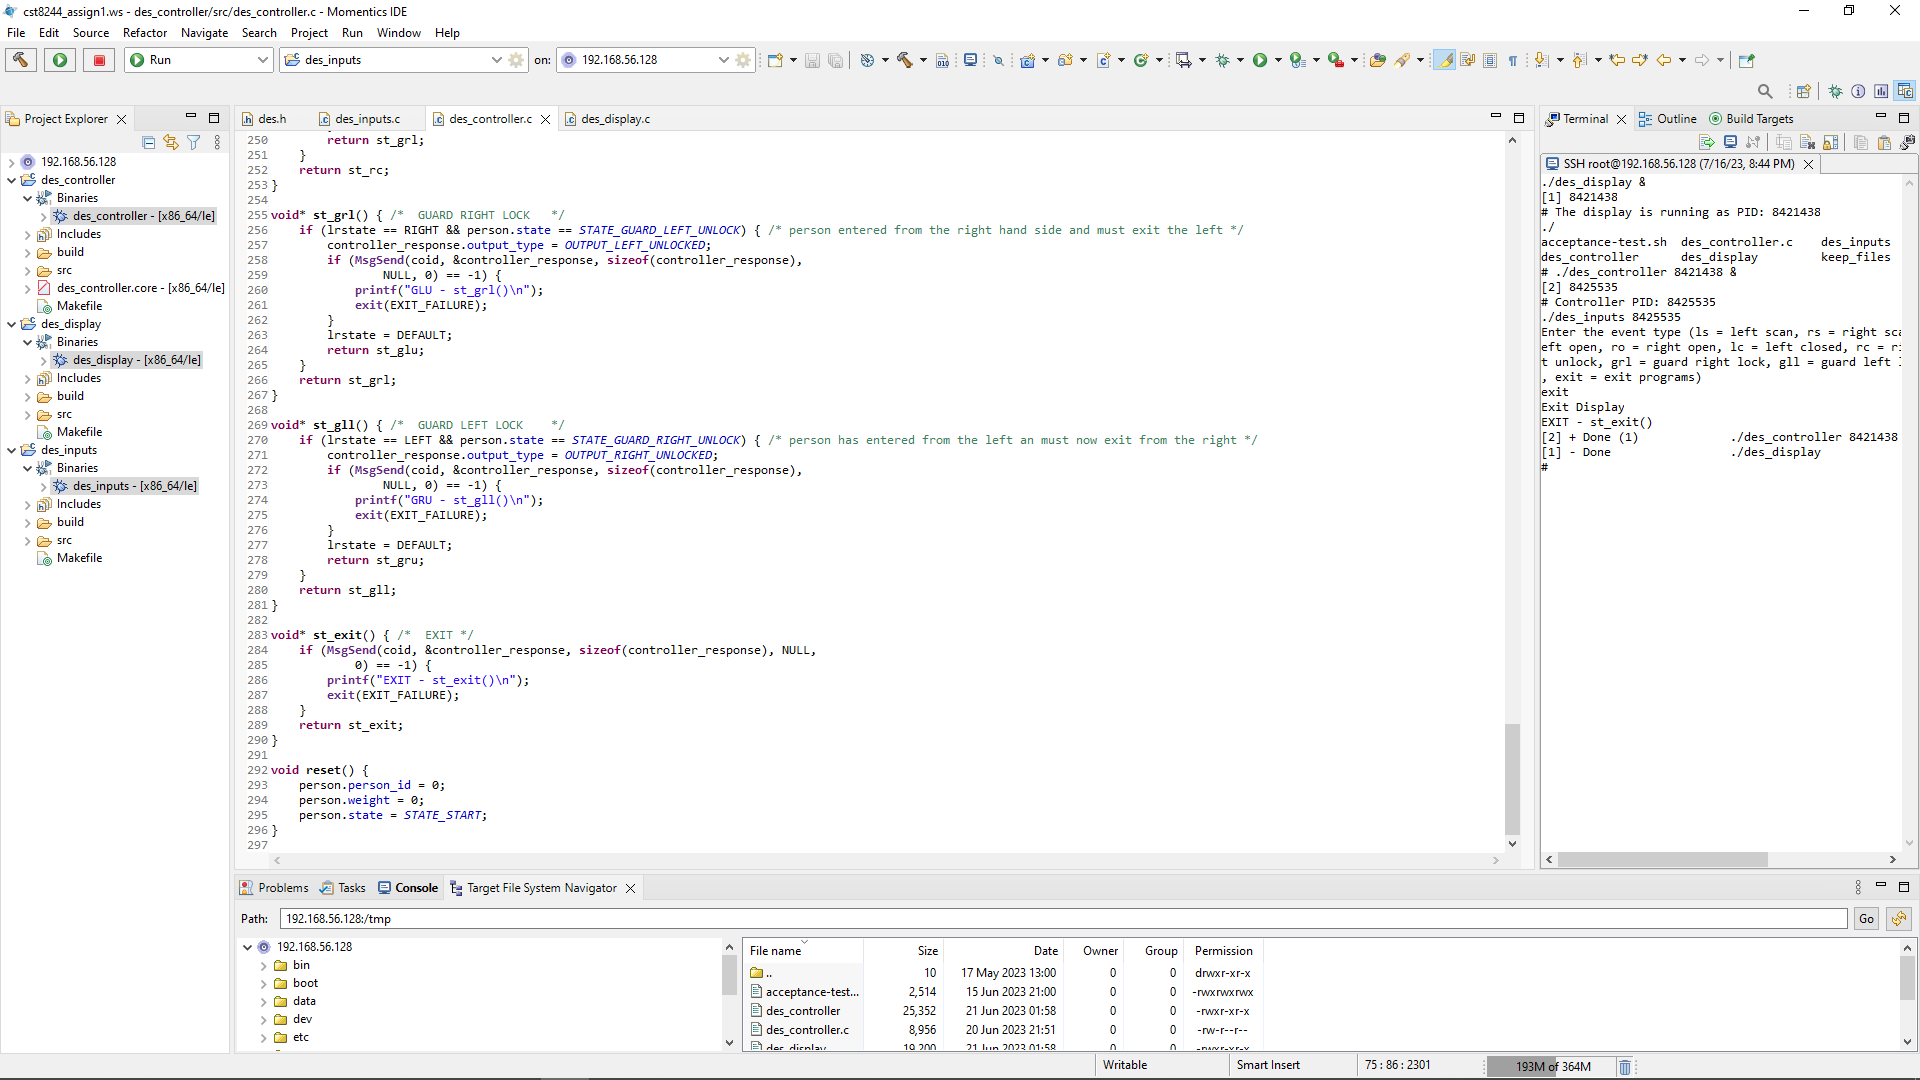 cst8244_assign1.ws - des_controller/src/des_controller.c - Momentics IDE
File Edit Source Refactor Navigate Search Project Run Window Help
Run des_inputs on: 192.168.56.128
Project Explorer
192.168.56.128
des_controller
Binaries
des_controller - [x86_64/le]
Includes
build
src
des_controller.core - [x86_64/le]
Makefile
des_display
Binaries
des_display - [x86_64/le]
Includes
build
src
Makefile
des_inputs
Binaries
des_inputs - [x86_64/le]
Includes
build
src
Makefile
des.h des_inputs.c des_controller.c des_display.c
250         return st_grl;
251     }
252     return st_rc;
253 }
254
255 void* st_grl() { /*  GUARD RIGHT LOCK   */
256     if (lrstate == RIGHT && person.state == STATE_GUARD_LEFT_UNLOCK) { /* person entered from the right hand side and must exit the left */
257         controller_response.output_type = OUTPUT_LEFT_UNLOCKED;
258         if (MsgSend(coid, &controller_response, sizeof(controller_response),
259                 NULL, 0) == -1) {
260             printf("GLU - st_grl()\n");
261             exit(EXIT_FAILURE);
262         }
263         lrstate = DEFAULT;
264         return st_glu;
265     }
266     return st_grl;
267 }
268
269 void* st_gll() { /*  GUARD LEFT LOCK    */
270     if (lrstate == LEFT && person.state == STATE_GUARD_RIGHT_UNLOCK) { /* person has entered from the left an must now exit from the right */
271         controller_response.output_type = OUTPUT_RIGHT_UNLOCKED;
272         if (MsgSend(coid, &controller_response, sizeof(controller_response),
273                 NULL, 0) == -1) {
274             printf("GRU - st_gll()\n");
275             exit(EXIT_FAILURE);
276         }
277         lrstate = DEFAULT;
278         return st_gru;
279     }
280     return st_gll;
281 }
282
283 void* st_exit() { /*  EXIT */
284     if (MsgSend(coid, &controller_response, sizeof(controller_response), NULL,
285             0) == -1) {
286         printf("EXIT - st_exit()\n");
287         exit(EXIT_FAILURE);
288     }
289     return st_exit;
290 }
291
292 void reset() {
293     person.person_id = 0;
294     person.weight = 0;
295     person.state = STATE_START;
296 }
297
Terminal Outline Build Targets
SSH root@192.168.56.128 (7/16/23, 8:44 PM)
./des_display &
[1] 8421438
# The display is running as PID: 8421438
./
acceptance-test.sh  des_controller.c    des_inputs
des_controller      des_display         keep_files
# ./des_controller 8421438 &
[2] 8425535
# Controller PID: 8425535
./des_inputs 8425535
Enter the event type (ls = left scan, rs = right sca
eft open, ro = right open, lc = left closed, rc = ri
t unlock, grl = guard right lock, gll = guard left l
, exit = exit programs)
exit
Exit Display
EXIT - st_exit()
[2] + Done (1)             ./des_controller 8421438
[1] - Done                 ./des_display
#
Problems Tasks Console Target File System Navigator
Path: 192.168.56.128:/tmp Go
192.168.56.128
bin
boot
data
dev
etc
File name Size Date Owner Group Permission
.. 10 17 May 2023 13:00 0 0 drwxr-xr-x
acceptance-test... 2,514 15 Jun 2023 21:00 0 0 -rwxrwxrwx
des_controller 25,352 21 Jun 2023 01:58 0 0 -rwxr-xr-x
des_controller.c 8,956 20 Jun 2023 21:51 0 0 -rw-r--r--
des_display 19,200 21 Jun 2023 01:58 0 0 -rwxr-xr-x
Writable Smart Insert 75 : 86 : 2301 193M of 364M